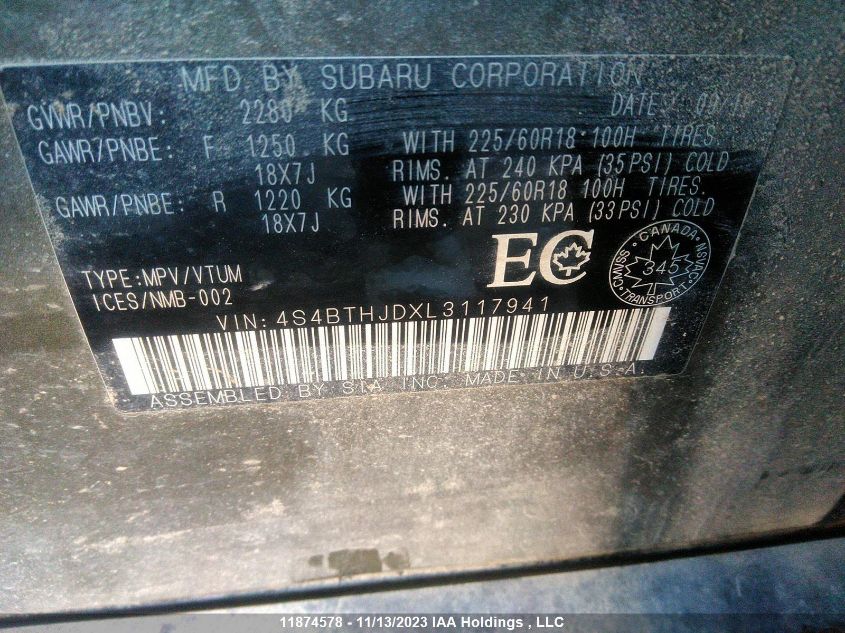 MFD BY SUBARU CORPORATION
GVWR/PNBV: 2280 KG DATE:
GAWR/PNBE: F 1250 KG WITH 225/60R18 100H TIRES.
18X7J RIMS. AT 240 KPA (35PSI) COLD
GAWR/PNBE: R 1220 KG WITH 225/60R18 100H TIRES.
18X7J RIMS. AT 230 KPA (33PSI) COLD
EC
CANADA
CMVSS
NSVAC
345
TRANSPORT
TYPE:MPV/VTUM
ICES/NMB-002
VIN:4S4BTHJDXL3117941
ASSEMBLED BY SIA INC. MADE IN U.S.A.
11874578 - 11/13/2023 IAA Holdings , LLC